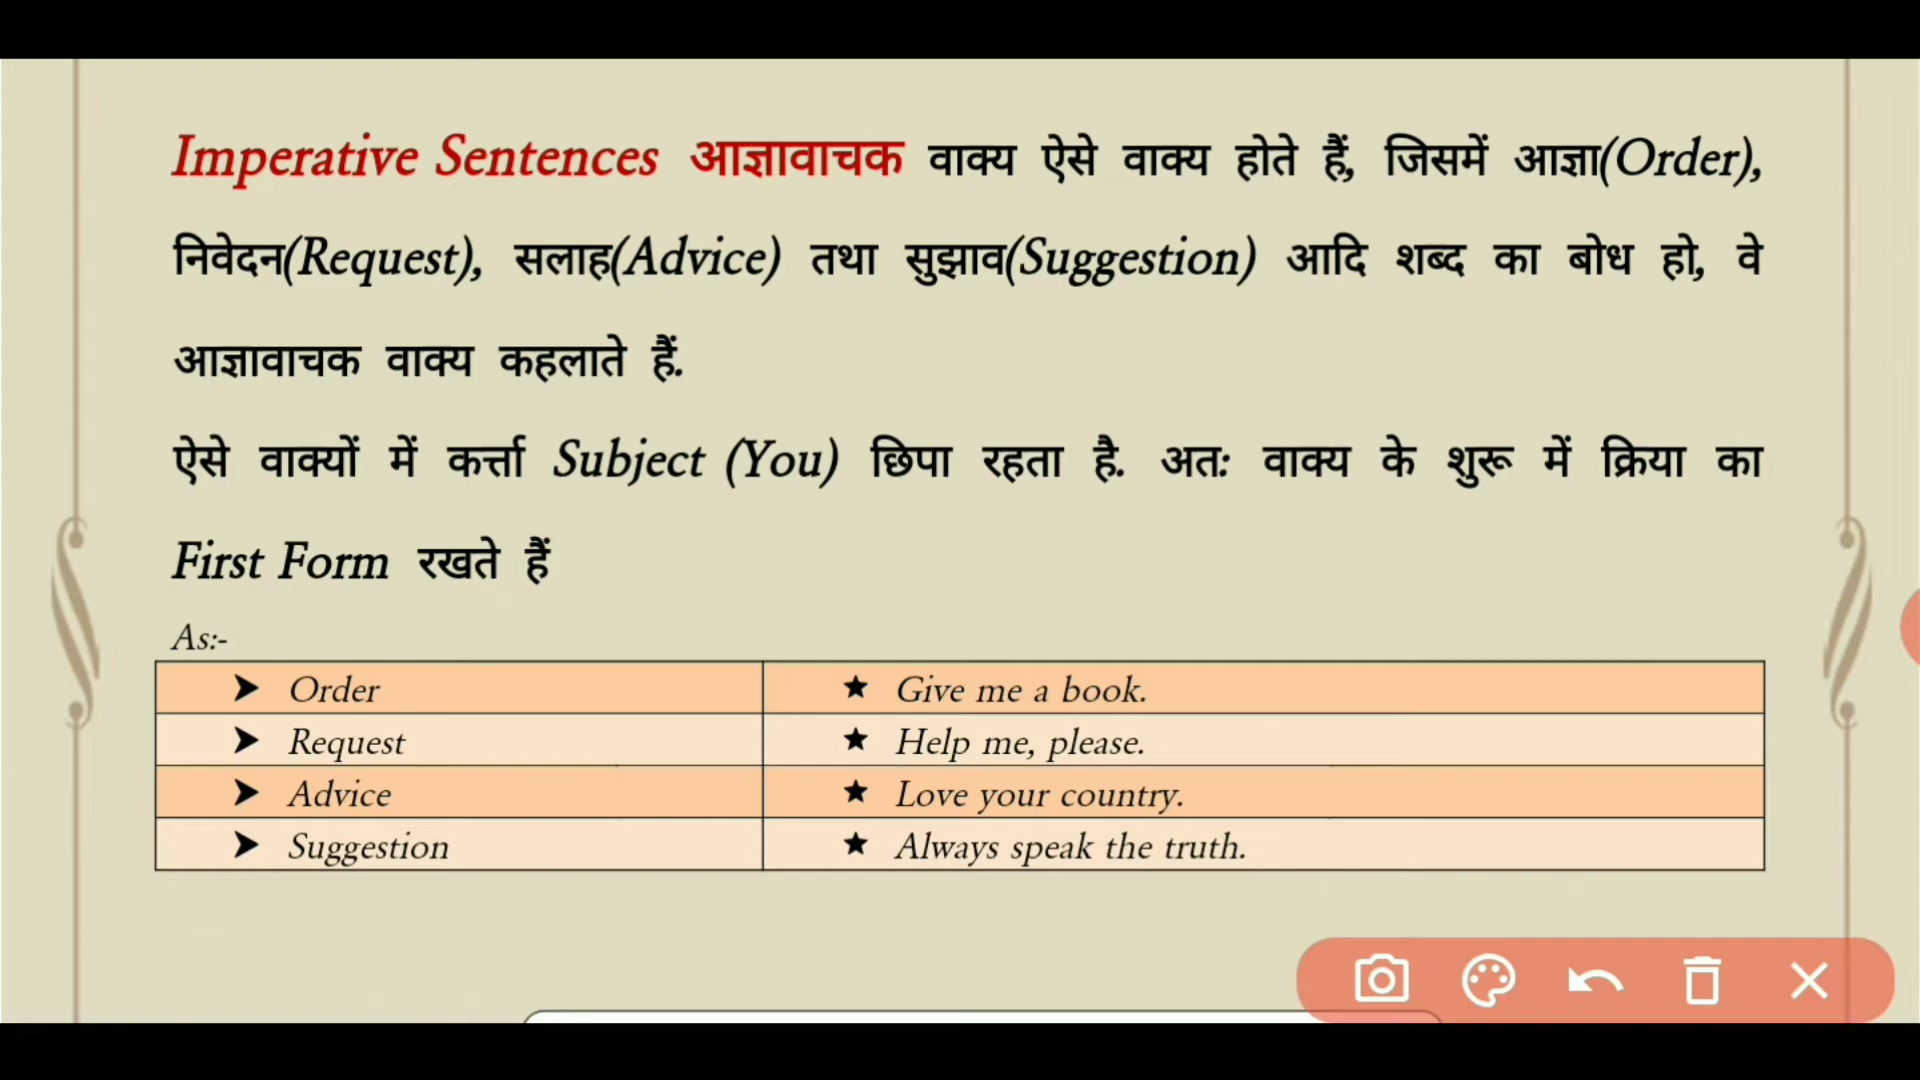 Imperative Sentences आज्ञावाचक वाक्य ऐसे वाक्य होते हैं, जिसमें आज्ञा(Order),
निवेदन(Request), सलाह(Advice) तथा सुझाव(Suggestion) आदि शब्द का बोध हो, वे
आज्ञावाचक वाक्य कहलाते हैं.
ऐसे वाक्यों में कर्त्ता Subject (You) छिपा रहता है. अतः वाक्य के शुरू में क्रिया का
First Form रखते हैं
As:-
➤ Order ★ Give me a book.
➤ Request ★ Help me, please.
➤ Advice ★ Love your country.
➤ Suggestion ★ Always speak the truth.